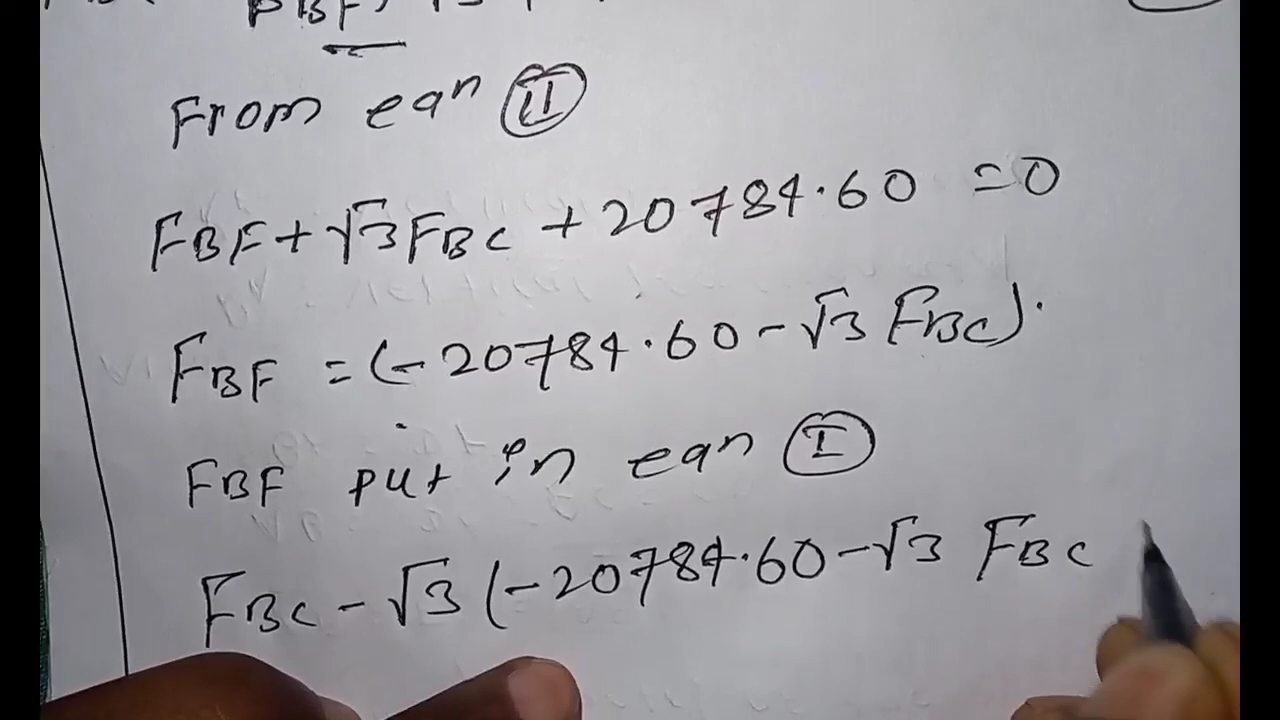 From eqn II
FBF + √3 FBC + 20784.60 = 0
FBF = (-20784.60 - √3 FBC).
FBF put in eqn I
FBC - √3 (-20784.60 - √3 FBC